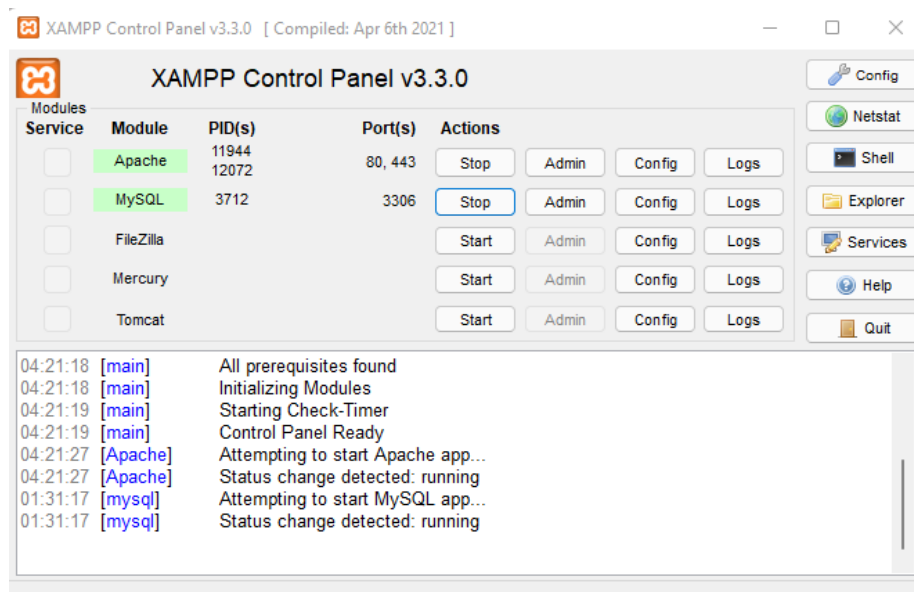 XAMPP Control Panel v3.3.0 [ Compiled: Apr 6th 2021 ]
XAMPP Control Panel v3.3.0
Config
Modules
Service Module PID(s) Port(s) Actions
Netstat
Apache 11944 12072 80, 443 Stop Admin Config Logs
Shell
MySQL 3712 3306 Stop Admin Config Logs
Explorer
FileZilla Start Admin Config Logs
Services
Mercury Start Admin Config Logs
Help
Tomcat Start Admin Config Logs
Quit
04:21:18 [main] All prerequisites found
04:21:18 [main] Initializing Modules
04:21:19 [main] Starting Check-Timer
04:21:19 [main] Control Panel Ready
04:21:27 [Apache] Attempting to start Apache app...
04:21:27 [Apache] Status change detected: running
01:31:17 [mysql] Attempting to start MySQL app...
01:31:17 [mysql] Status change detected: running